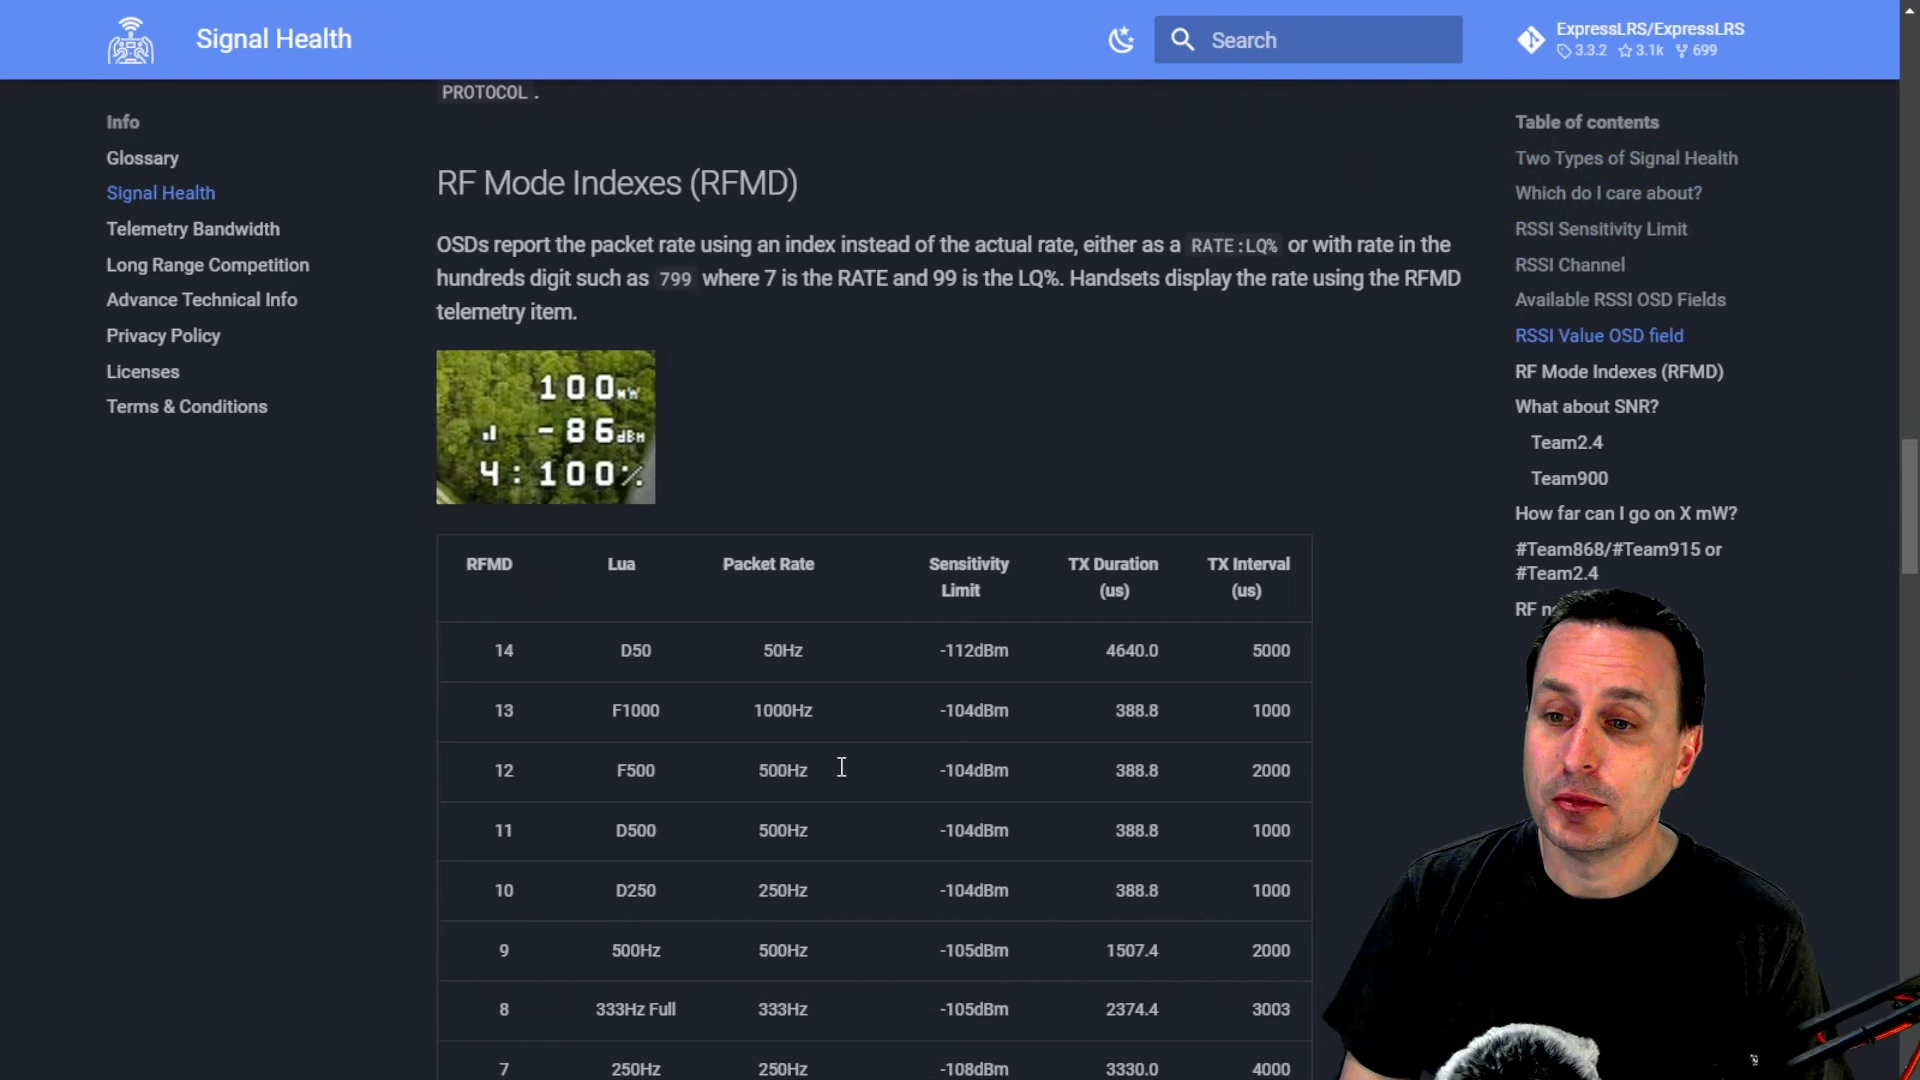 Signal Health
Search
ExpressLRS/ExpressLRS
3.3.2 3.1k 699
Info
Glossary
Signal Health
Telemetry Bandwidth
Long Range Competition
Advance Technical Info
Privacy Policy
Licenses
Terms & Conditions
PROTOCOL .
RF Mode Indexes (RFMD)
OSDs report the packet rate using an index instead of the actual rate, either as a RATE:LQ% or with rate in the
hundreds digit such as 799 where 7 is the RATE and 99 is the LQ%. Handsets display the rate using the RFMD
telemetry item.
100mW
-86dBm
4:100%
RFMD Lua Packet Rate Sensitivity Limit TX Duration (us) TX Interval (us)
14 D50 50Hz -112dBm 4640.0 5000
13 F1000 1000Hz -104dBm 388.8 1000
12 F500 500Hz -104dBm 388.8 2000
11 D500 500Hz -104dBm 388.8 1000
10 D250 250Hz -104dBm 388.8 1000
9 500Hz 500Hz -105dBm 1507.4 2000
8 333Hz Full 333Hz -105dBm 2374.4 3003
7 250Hz 250Hz -108dBm 3330.0 4000
Table of contents
Two Types of Signal Health
Which do I care about?
RSSI Sensitivity Limit
RSSI Channel
Available RSSI OSD Fields
RSSI Value OSD field
RF Mode Indexes (RFMD)
What about SNR?
Team2.4
Team900
How far can I go on X mW?
#Team868/#Team915 or
#Team2.4
RF